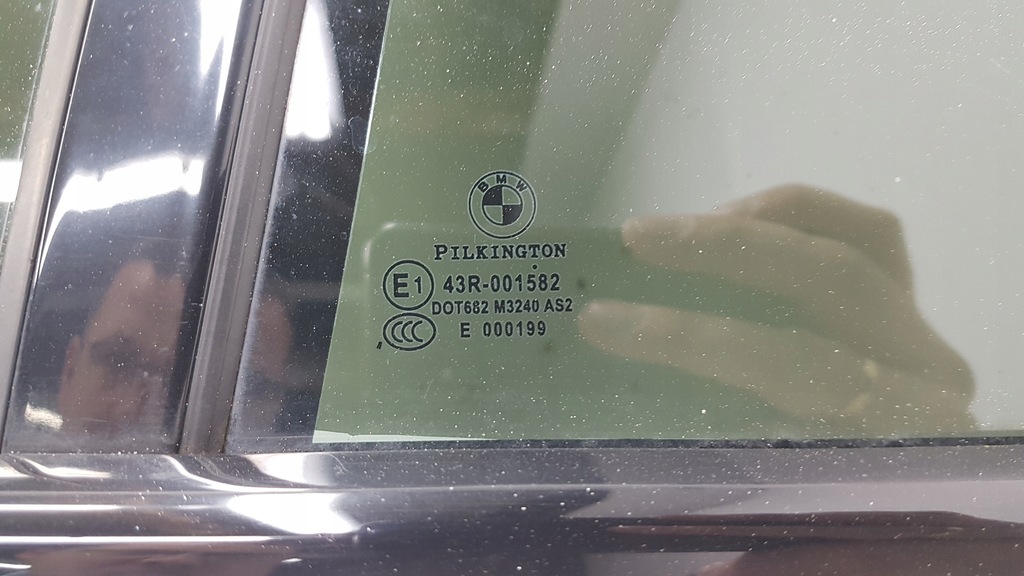 BMW
PILKINGTON
E1 43R-001582
DOT682 M3240 AS2
CCC E 000199